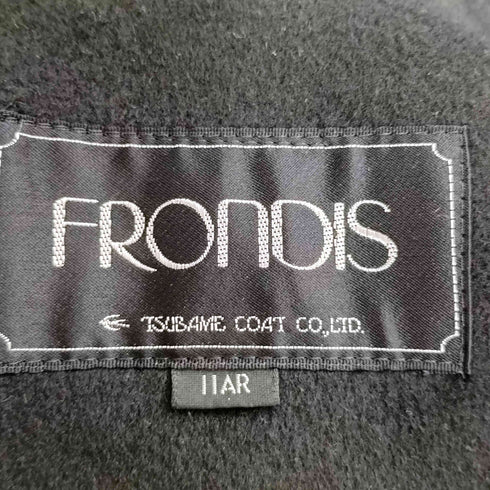 FRONDIS
TSUBAME COAT CO.,LTD.
11AR